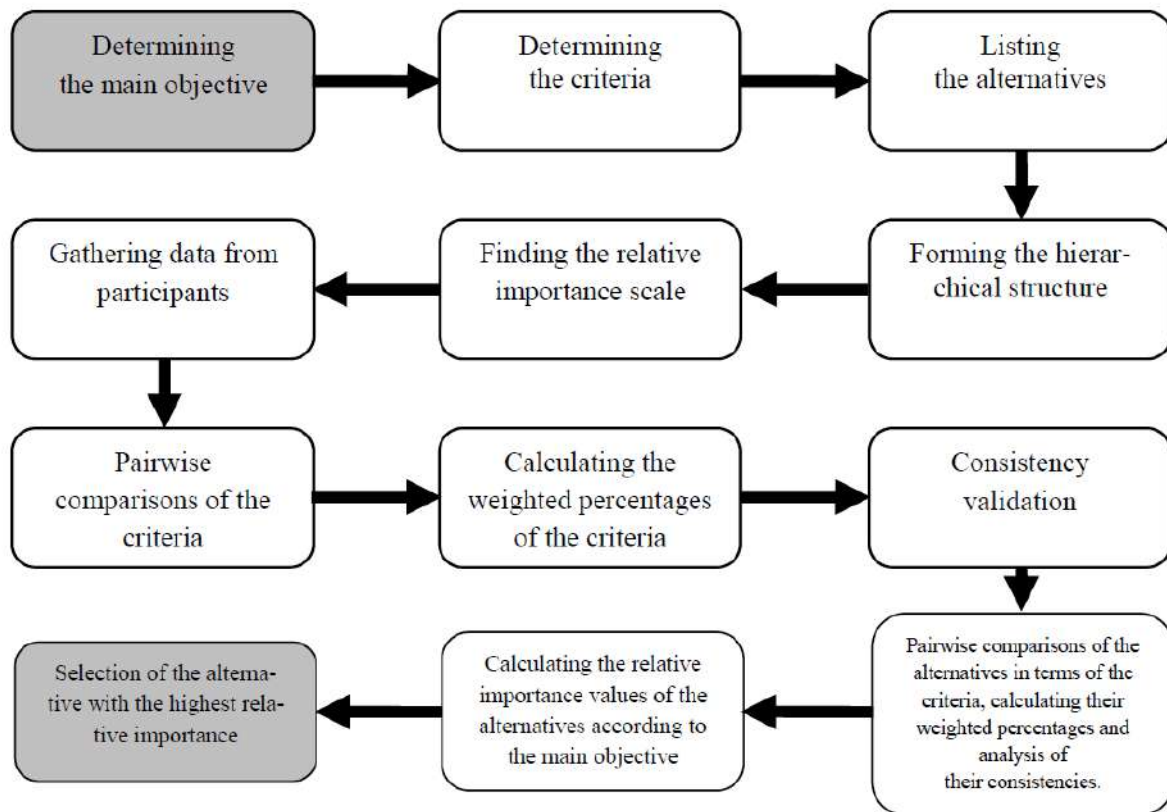 Determining
the main objective
Determining
the criteria
Listing
the alternatives
Forming the hierar-
chical structure
Finding the relative
importance scale
Gathering data from
participants
Pairwise
comparisons of the
criteria
Calculating the
weighted percentages
of the criteria
Consistency
validation
Pairwise comparisons of the
alternatives in terms of the
criteria, calculating their
weighted percentages and
analysis of
their consistencies.
Calculating the relative
importance values of the
alternatives according to
the main objective
Selection of the alterna-
tive with the highest rela-
tive importance